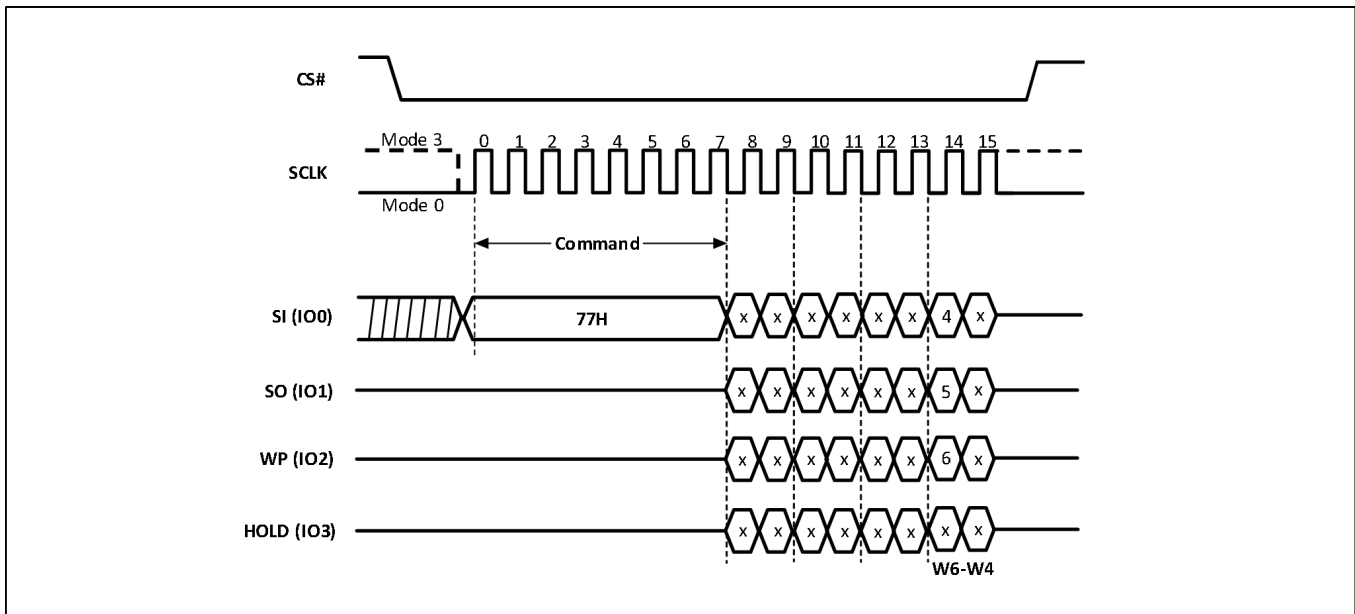 CS#
Mode 3
0 1 2 3 4 5 6 7 8 9 10 11 12 13 14 15
SCLK
Mode 0
Command
SI (IO0) 77H x x x x x x 4 x
SO (IO1) x x x x x x 5 x
WP (IO2) x x x x x x 6 x
HOLD (IO3) x x x x x x x x
W6-W4